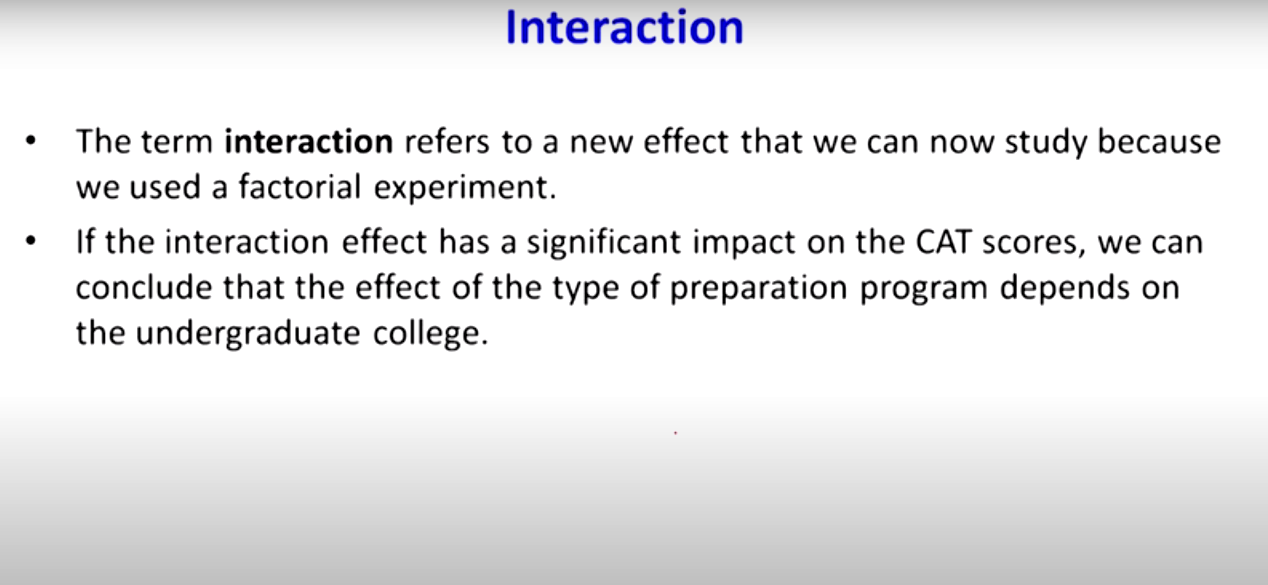 Interaction
• The term interaction refers to a new effect that we can now study because
we used a factorial experiment.
• If the interaction effect has a significant impact on the CAT scores, we can
conclude that the effect of the type of preparation program depends on
the undergraduate college.